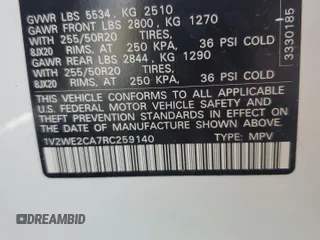 GVWR LBS 5534, KG 2510
GAWR FRONT LBS 2800, KG 1270
WITH 255/50R20 TIRES,
8JX20 RIMS, AT 250 KPA, 36 PSI COLD
GAWR REAR LBS 2844, KG 1290
WITH 255/50R20 TIRES,
8JX20 RIMS, AT 250 KPA, 36 PSI COLD
THIS VEHICLE CONFORMS TO ALL APPLICABLE
U.S. FEDERAL MOTOR VEHICLE SAFETY AND
THEFT PREVENTION STANDARDS IN EFFECT ON
THE DATE OF MANUFACTURE SHOWN ABOVE.
1V2WE2CA7RC259140 TYPE: MPV
3330185
DREAMBID